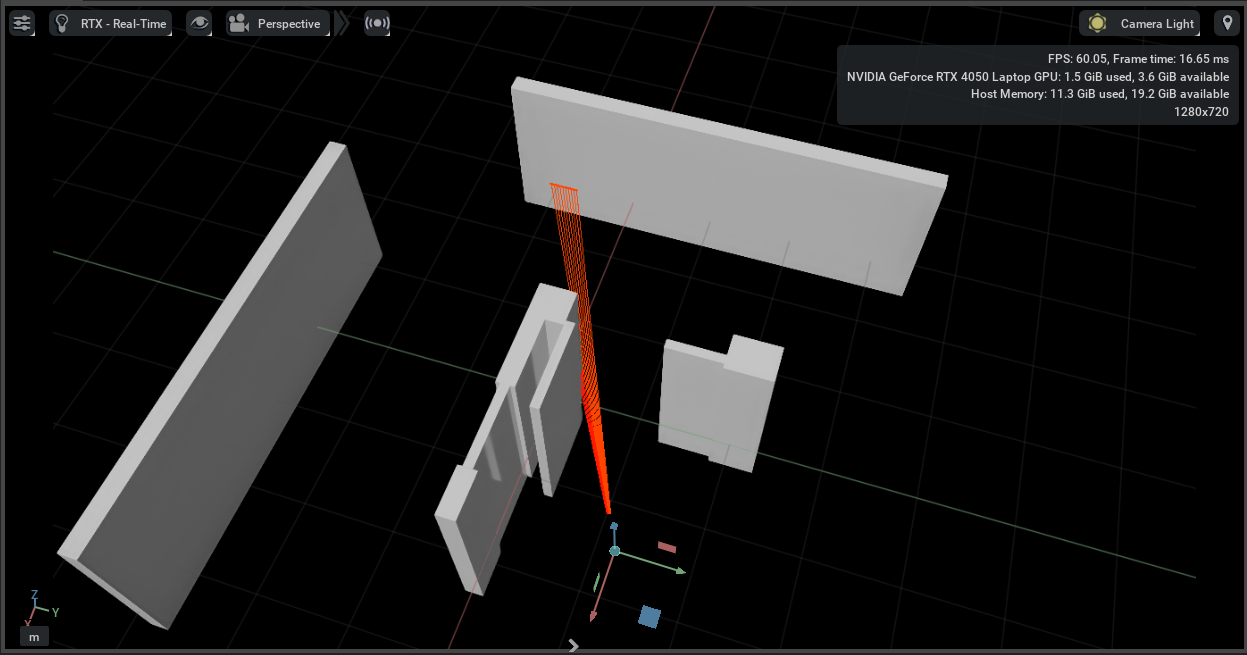 RTX - Real-Time
Perspective
Camera Light
FPS: 60.05, Frame time: 16.65 ms
NVIDIA GeForce RTX 4050 Laptop GPU: 1.5 GiB used, 3.6 GiB available
Host Memory: 11.3 GiB used, 19.2 GiB available
1280x720
Z
Y
X
m